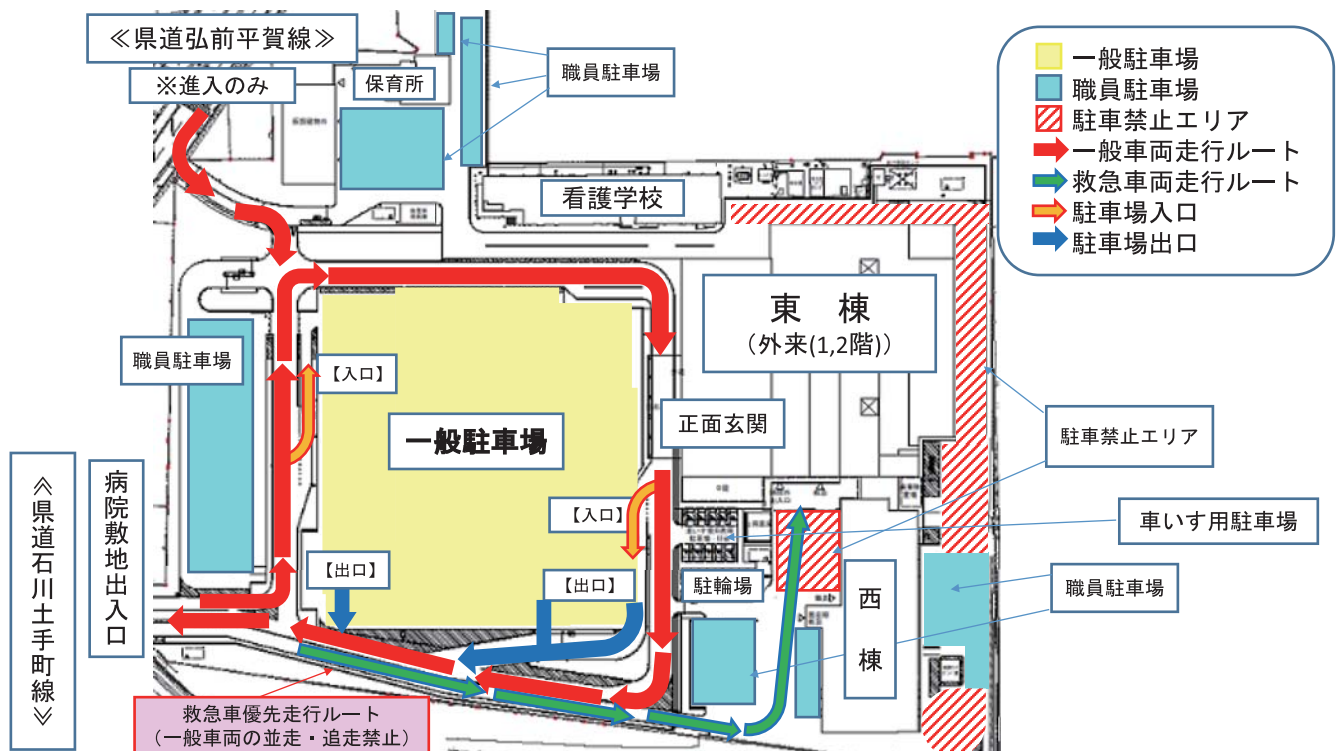 ≪県道弘前平賀線≫
※進入のみ
保育所
職員駐車場
一般駐車場
職員駐車場
駐車禁止エリア
一般車両走行ルート
救急車両走行ルート
駐車場入口
駐車場出口
看護学校
東 棟
（外来(1,2階)）
職員駐車場
【入口】
一般駐車場
正面玄関
駐車禁止エリア
≪県道石川土手町線≫
病院敷地出入口
【入口】
車いす用駐車場
【出口】
【出口】
駐輪場
西棟
職員駐車場
救急車優先走行ルート
（一般車両の並走・追走禁止）